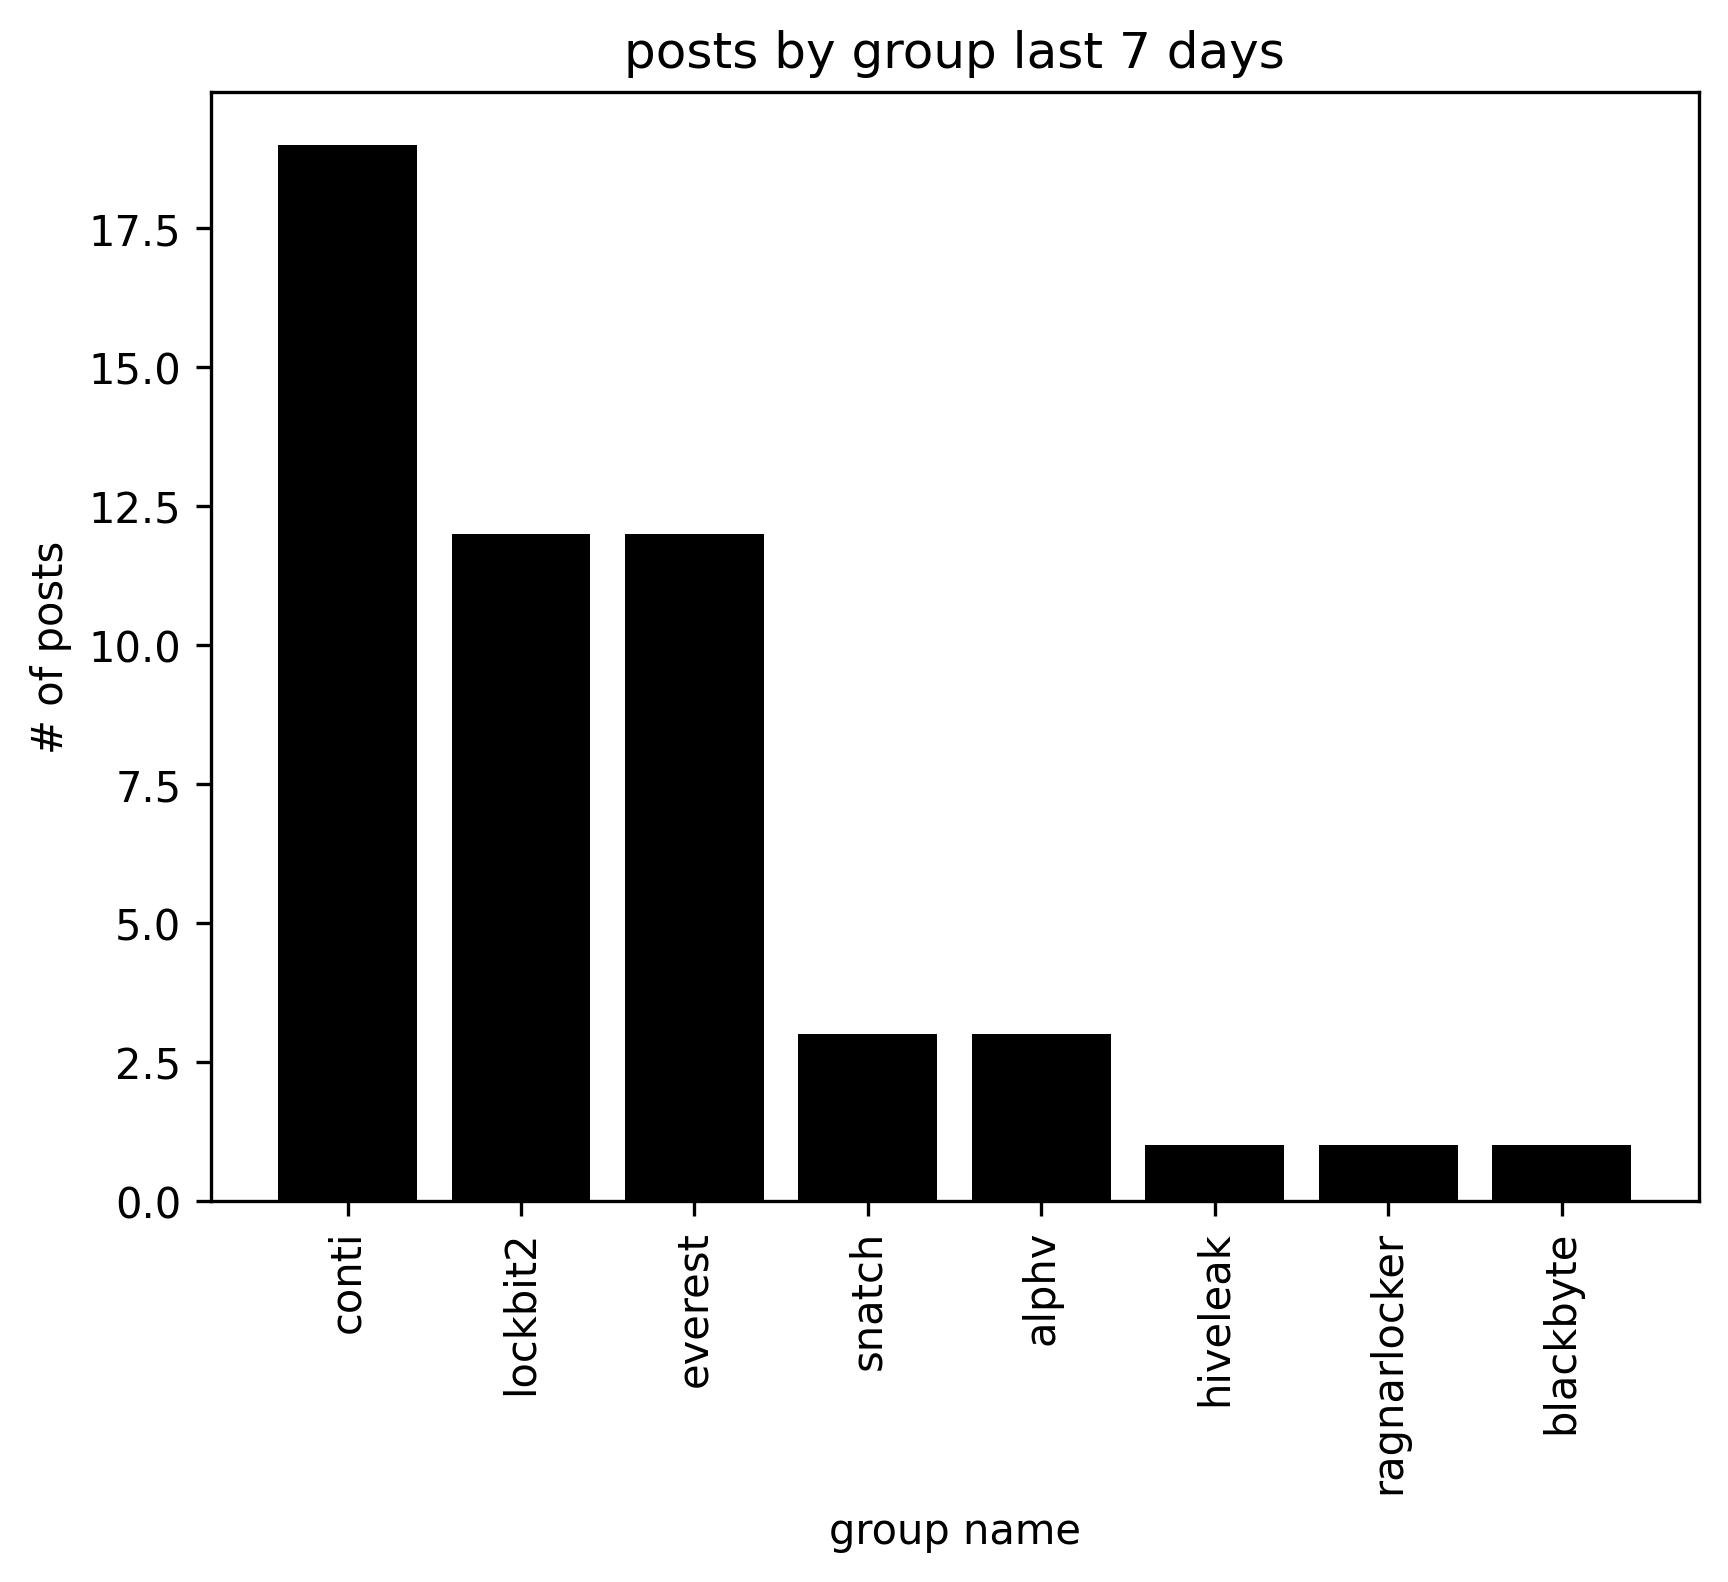 posts by group last 7 days
# of posts
17.5
15.0
12.5
10.0
7.5
5.0
2.5
0.0
conti
lockbit2
everest
snatch
alphv
hiveleak
ragnarlocker
blackbyte
group name